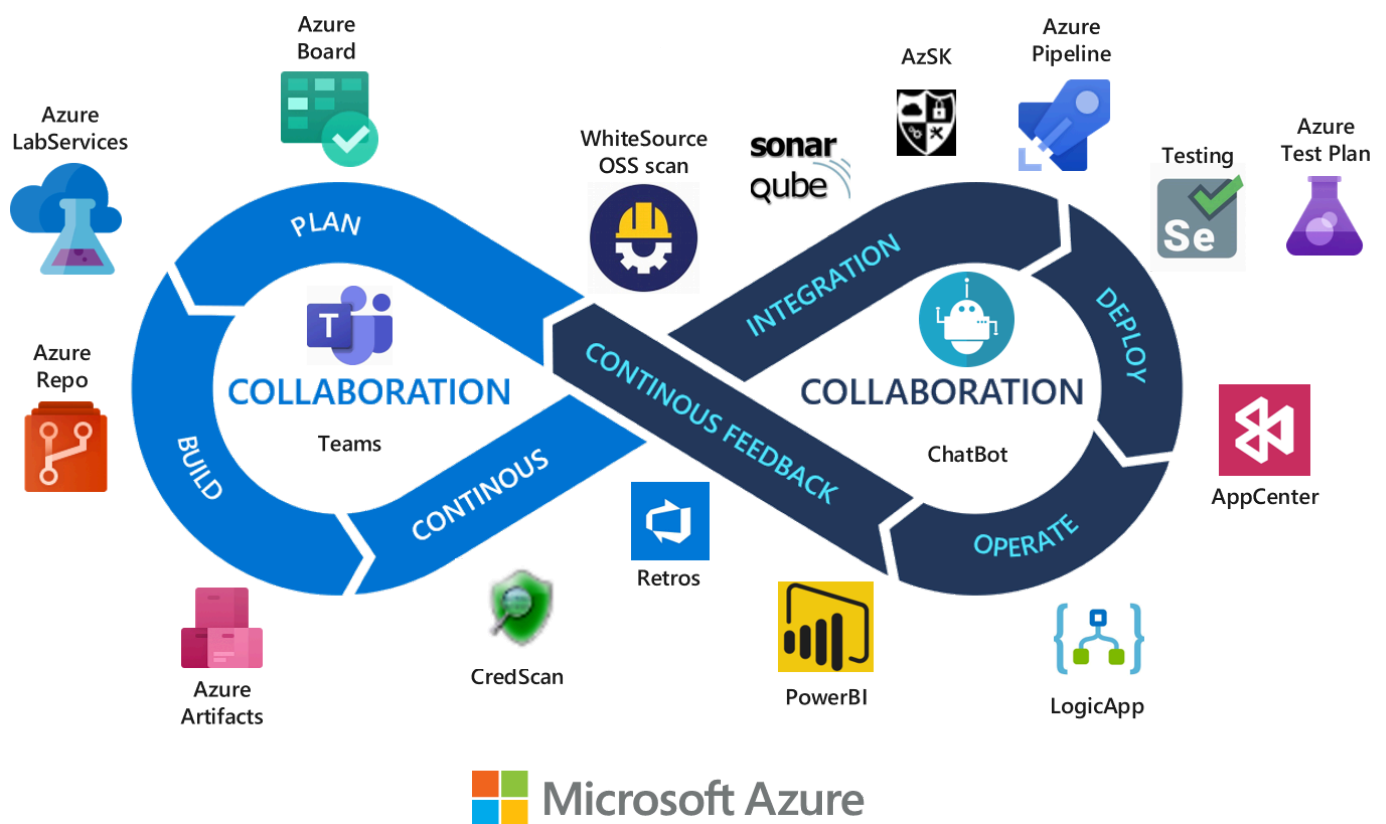 Azure
Board
Azure
LabServices
WhiteSource
OSS scan
sonar
qube
AzSK
Azure
Pipeline
Testing
Se
Azure
Test Plan
PLAN
T
COLLABORATION
Teams
Azure
Repo
BUILD
CONTINOUS
CONTINOUS FEEDBACK
INTEGRATION
COLLABORATION
ChatBot
DEPLOY
OPERATE
AppCenter
Retros
Azure
Artifacts
CredScan
PowerBI
LogicApp
Microsoft Azure